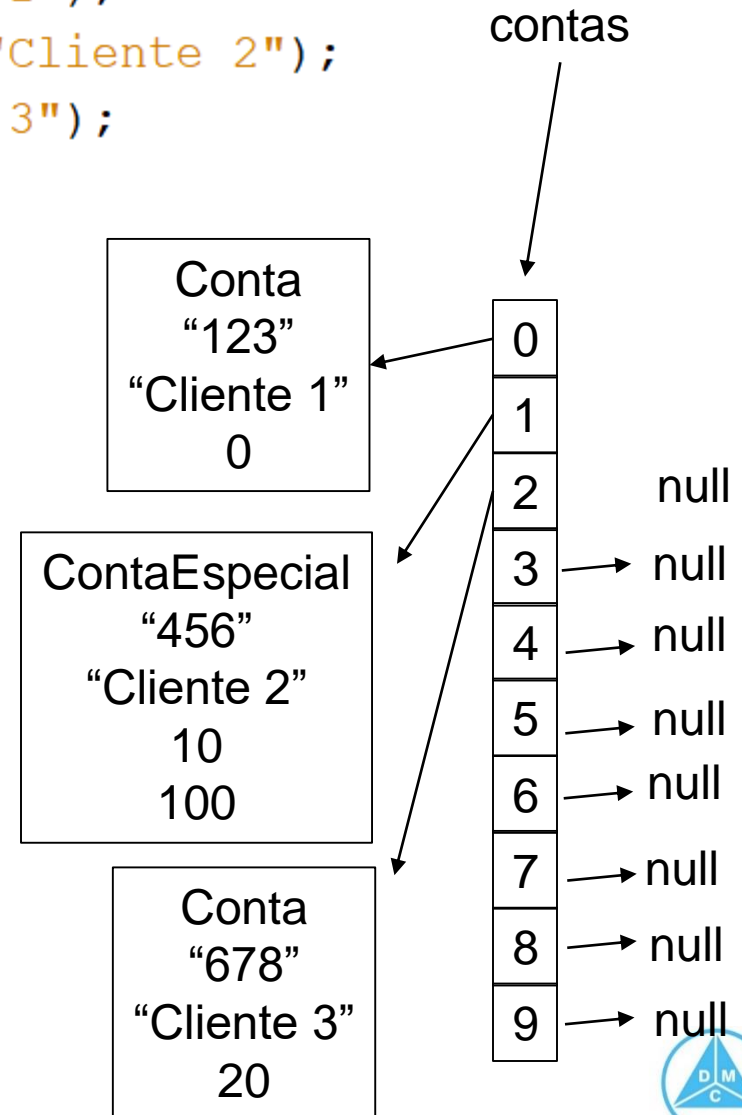 "Cliente 2");
3");
contas
Conta
“123”
“Cliente 1”
0
ContaEspecial
“456”
“Cliente 2”
10
100
Conta
“678”
“Cliente 3”
20
0
1
2 null
3 null
4 null
5 null
6 null
7 null
8 null
9 null
D M
C